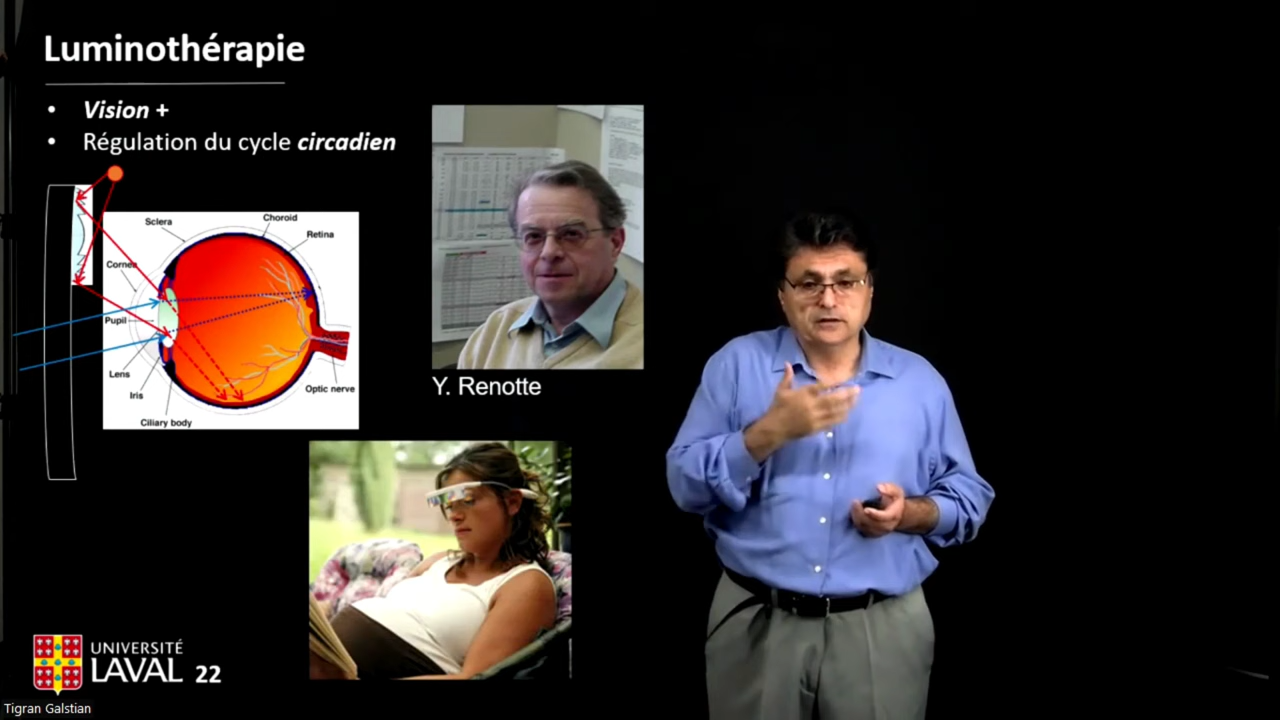 Luminothérapie
• Vision +
• Régulation du cycle circadien
Sclera
Choroid
Retina
Cornea
Pupil
Lens
Iris
Optic nerve
Ciliary body
Y. Renotte
UNIVERSITÉ
LAVAL 22
Tigran Galstian